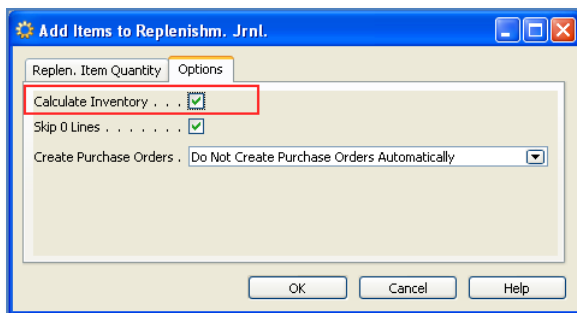 Add Items to Replenishm. Jrnl.
Replen. Item Quantity Options
Calculate Inventory . . .
Skip 0 Lines . . . . . . .
Create Purchase Orders . Do Not Create Purchase Orders Automatically
OK Cancel Help